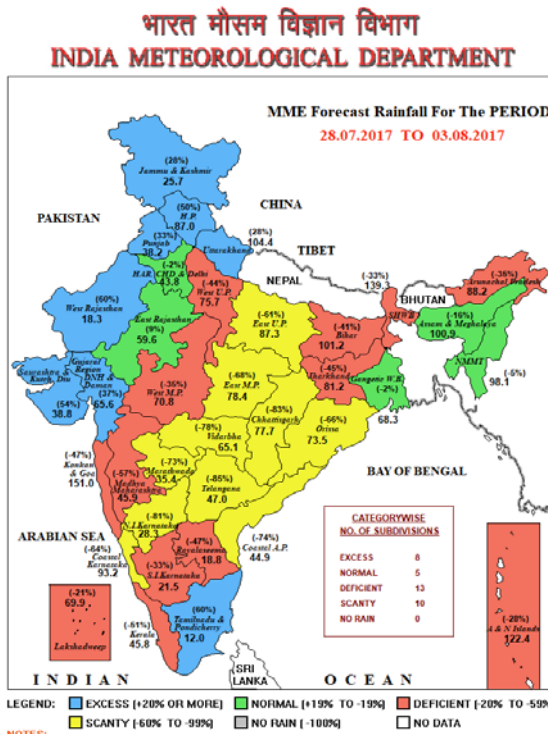 भारत मौसम विज्ञान विभाग
INDIA METEOROLOGICAL DEPARTMENT
MME Forecast Rainfall For The PERIOD
28.07.2017 TO 03.08.2017
(28%)
Jammu & Kashmir
25.7
CHINA
(50%)
H.P.
87.0
PAKISTAN
(33%)
Punjab
38.2
Uttarakhand
(28%)
104.4
TIBET
(-2%)
HAR. CHD & Delhi
43.8
(-44%)
West U.P.
75.7
NEPAL
(-33%)
139.3
BHUTAN
(-35%)
Arunachal Pradesh
88.2
(60%)
West Rajasthan
18.3
East Rajasthan
(9%)
59.6
(-61%)
East U.P.
87.3
(-41%)
Bihar
101.2
SHWB
(-16%)
Assam & Meghalaya
100.9
NMMT
(-5%)
98.1
Gujarat
Region
DNH &
Daman
(37%)
65.6
Saurashtra &
Kutch, Diu
(54%)
38.8
(-35%)
West M.P.
70.8
(-68%)
East M.P.
78.4
(-45%)
Jharkhand
81.2
Gangetic W.B.
(-2%)
68.3
(-83%)
Chhattisgarh
77.7
(-66%)
Orissa
73.5
(-78%)
Vidarbha
65.1
(-47%)
Konkan
& Goa
151.0
(-57%)
Madhya
Maharashtra
45.9
(-73%)
Marathwada
35.4
(-85%)
Telangana
47.0
BAY OF BENGAL
(-81%)
N.I.Karnataka
28.3
ARABIAN SEA
(-64%)
Coastal
Karnataka
93.2
(-47%)
Rayalaseema
18.8
(-74%)
Coastal A.P.
44.9
(-33%)
S.I.Karnataka
21.5
(-21%)
69.9
Lakshadweep
(-51%)
Kerala
45.8
(60%)
Tamilnadu &
Pondicherry
12.0
CATEGORYWISE
NO. OF SUBDIVISIONS
EXCESS 8
NORMAL 5
DEFICIENT 13
SCANTY 10
NO RAIN 0
(-28%)
A & N Islands
122.4
SRI
LANKA
INDIAN OCEAN
LEGEND: EXCESS (+20% OR MORE) NORMAL (+19% TO -19%) DEFICIENT (-20% TO -59%
SCANTY (-60% TO -99%) NO RAIN (-100%) NO DATA
NOTES: